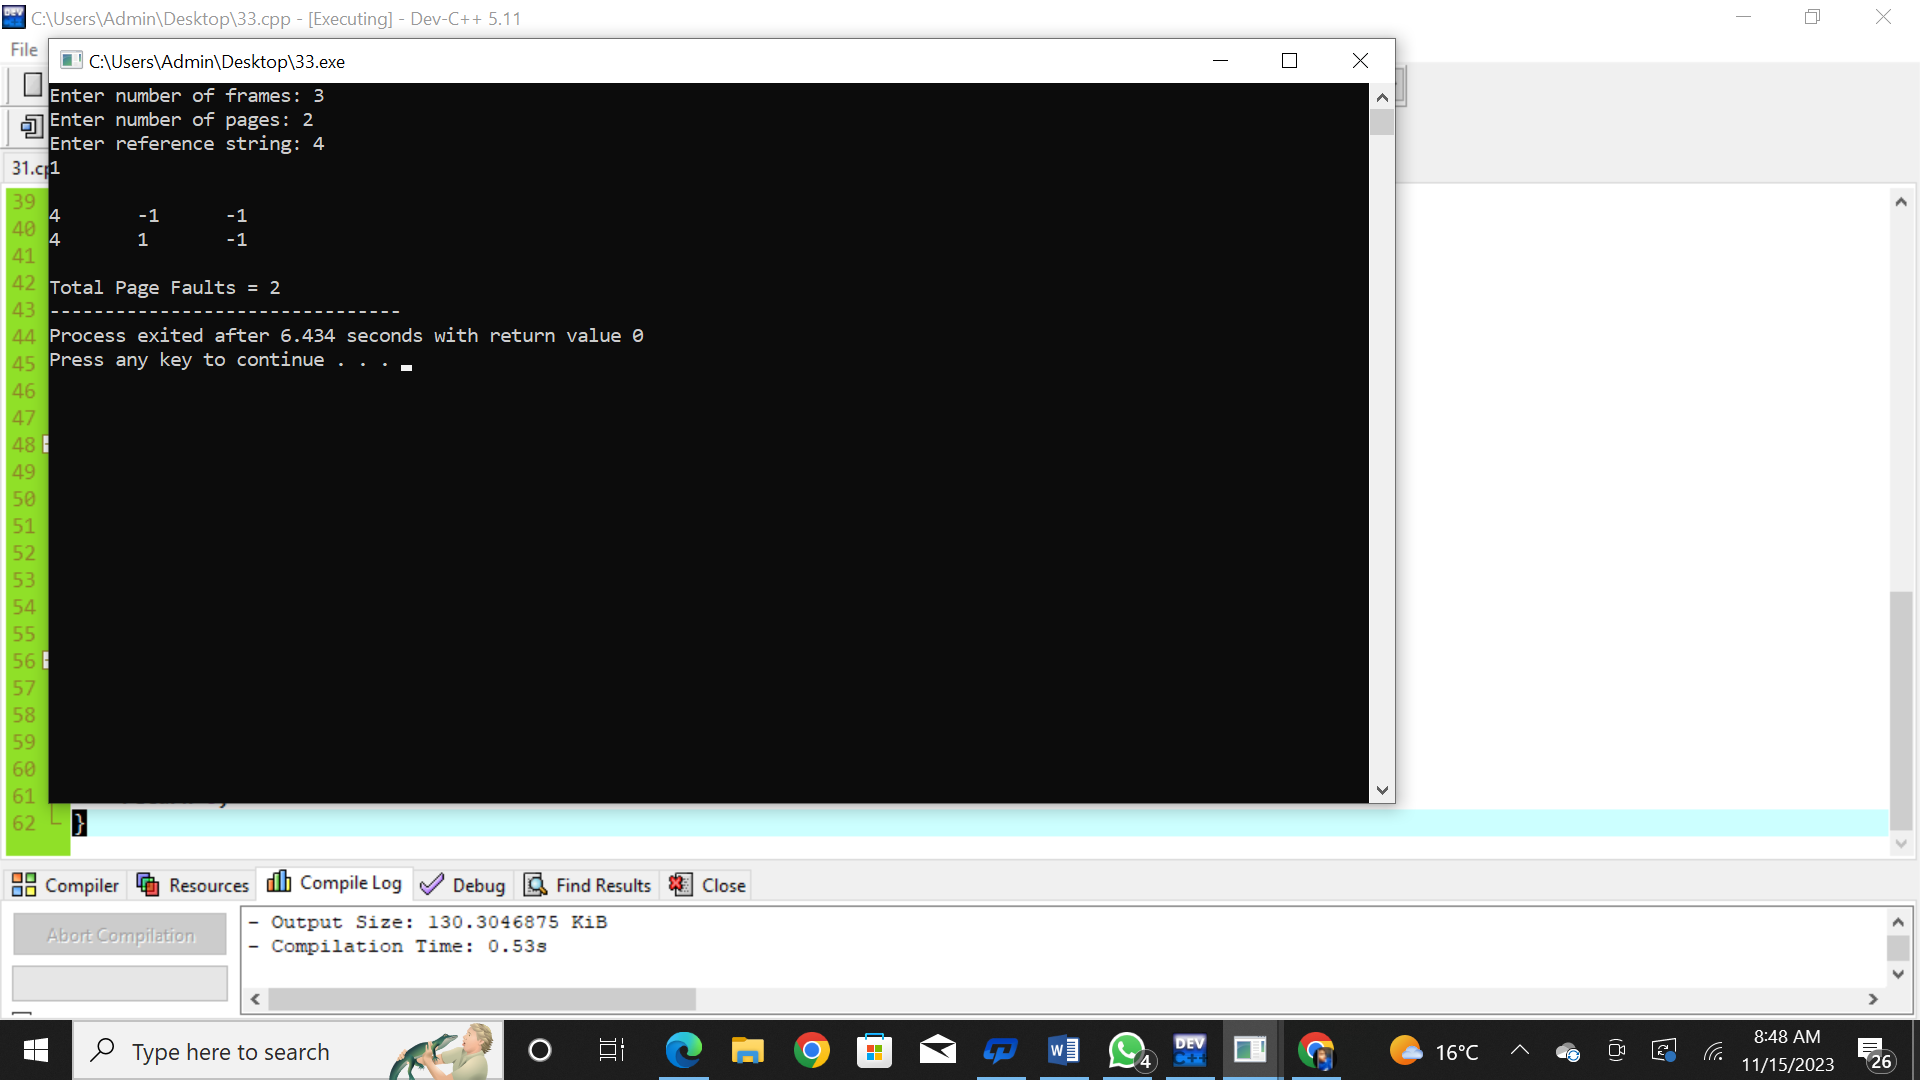 C:\Users\Admin\Desktop\33.cpp - [Executing] - Dev-C++ 5.11
File
C:\Users\Admin\Desktop\33.exe
Enter number of frames: 3
Enter number of pages: 2
Enter reference string: 4
1
4 -1 -1
4 1 -1
Total Page Faults = 2
--------------------------------
Process exited after 6.434 seconds with return value 0
Press any key to continue . . .
31.cp
39
40
41
42
43
44
45
46
47
48
49
50
51
52
53
54
55
56
57
58
59
60
61
62 }
Compiler Resources Compile Log Debug Find Results Close
Abort Compilation
- Output Size: 130.3046875 KiB
- Compilation Time: 0.53s
Type here to search
4
DEV C++
16°C
8:48 AM
11/15/2023
26